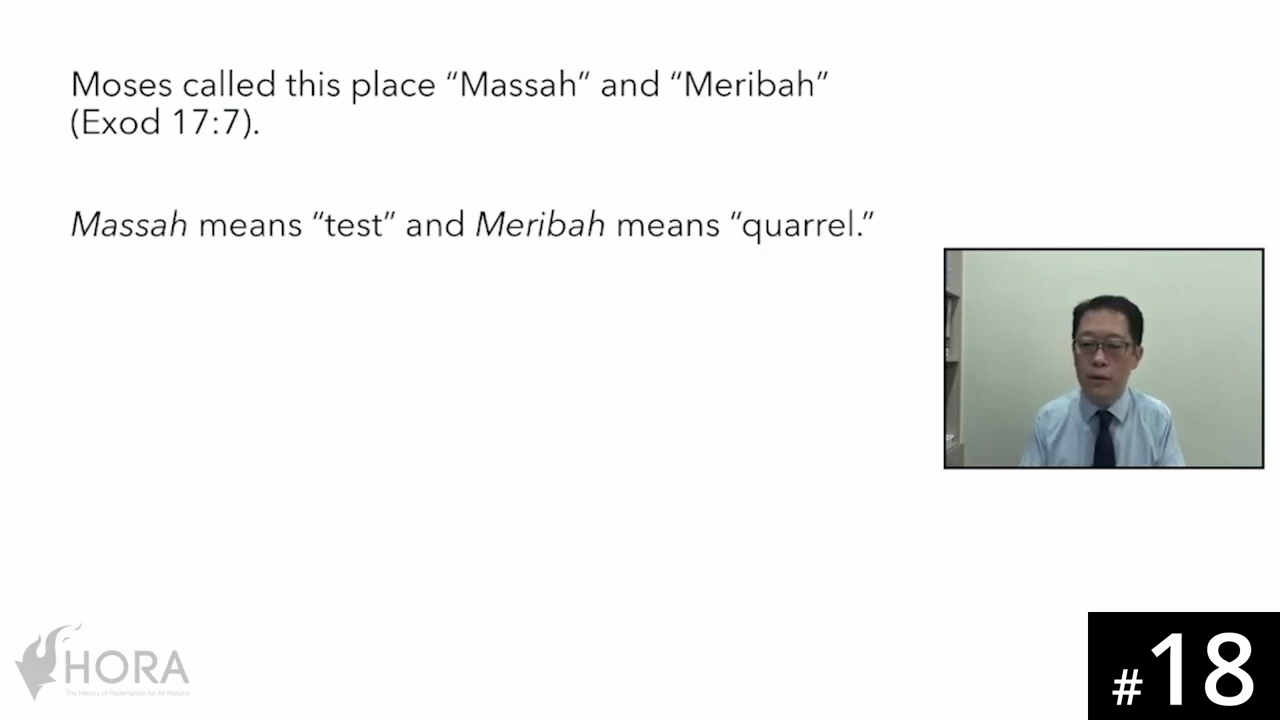 Moses called this place “Massah” and “Meribah”
(Exod 17:7).
Massah means “test” and Meribah means “quarrel.”
HORA
The History of Redemption for All Nations
#18